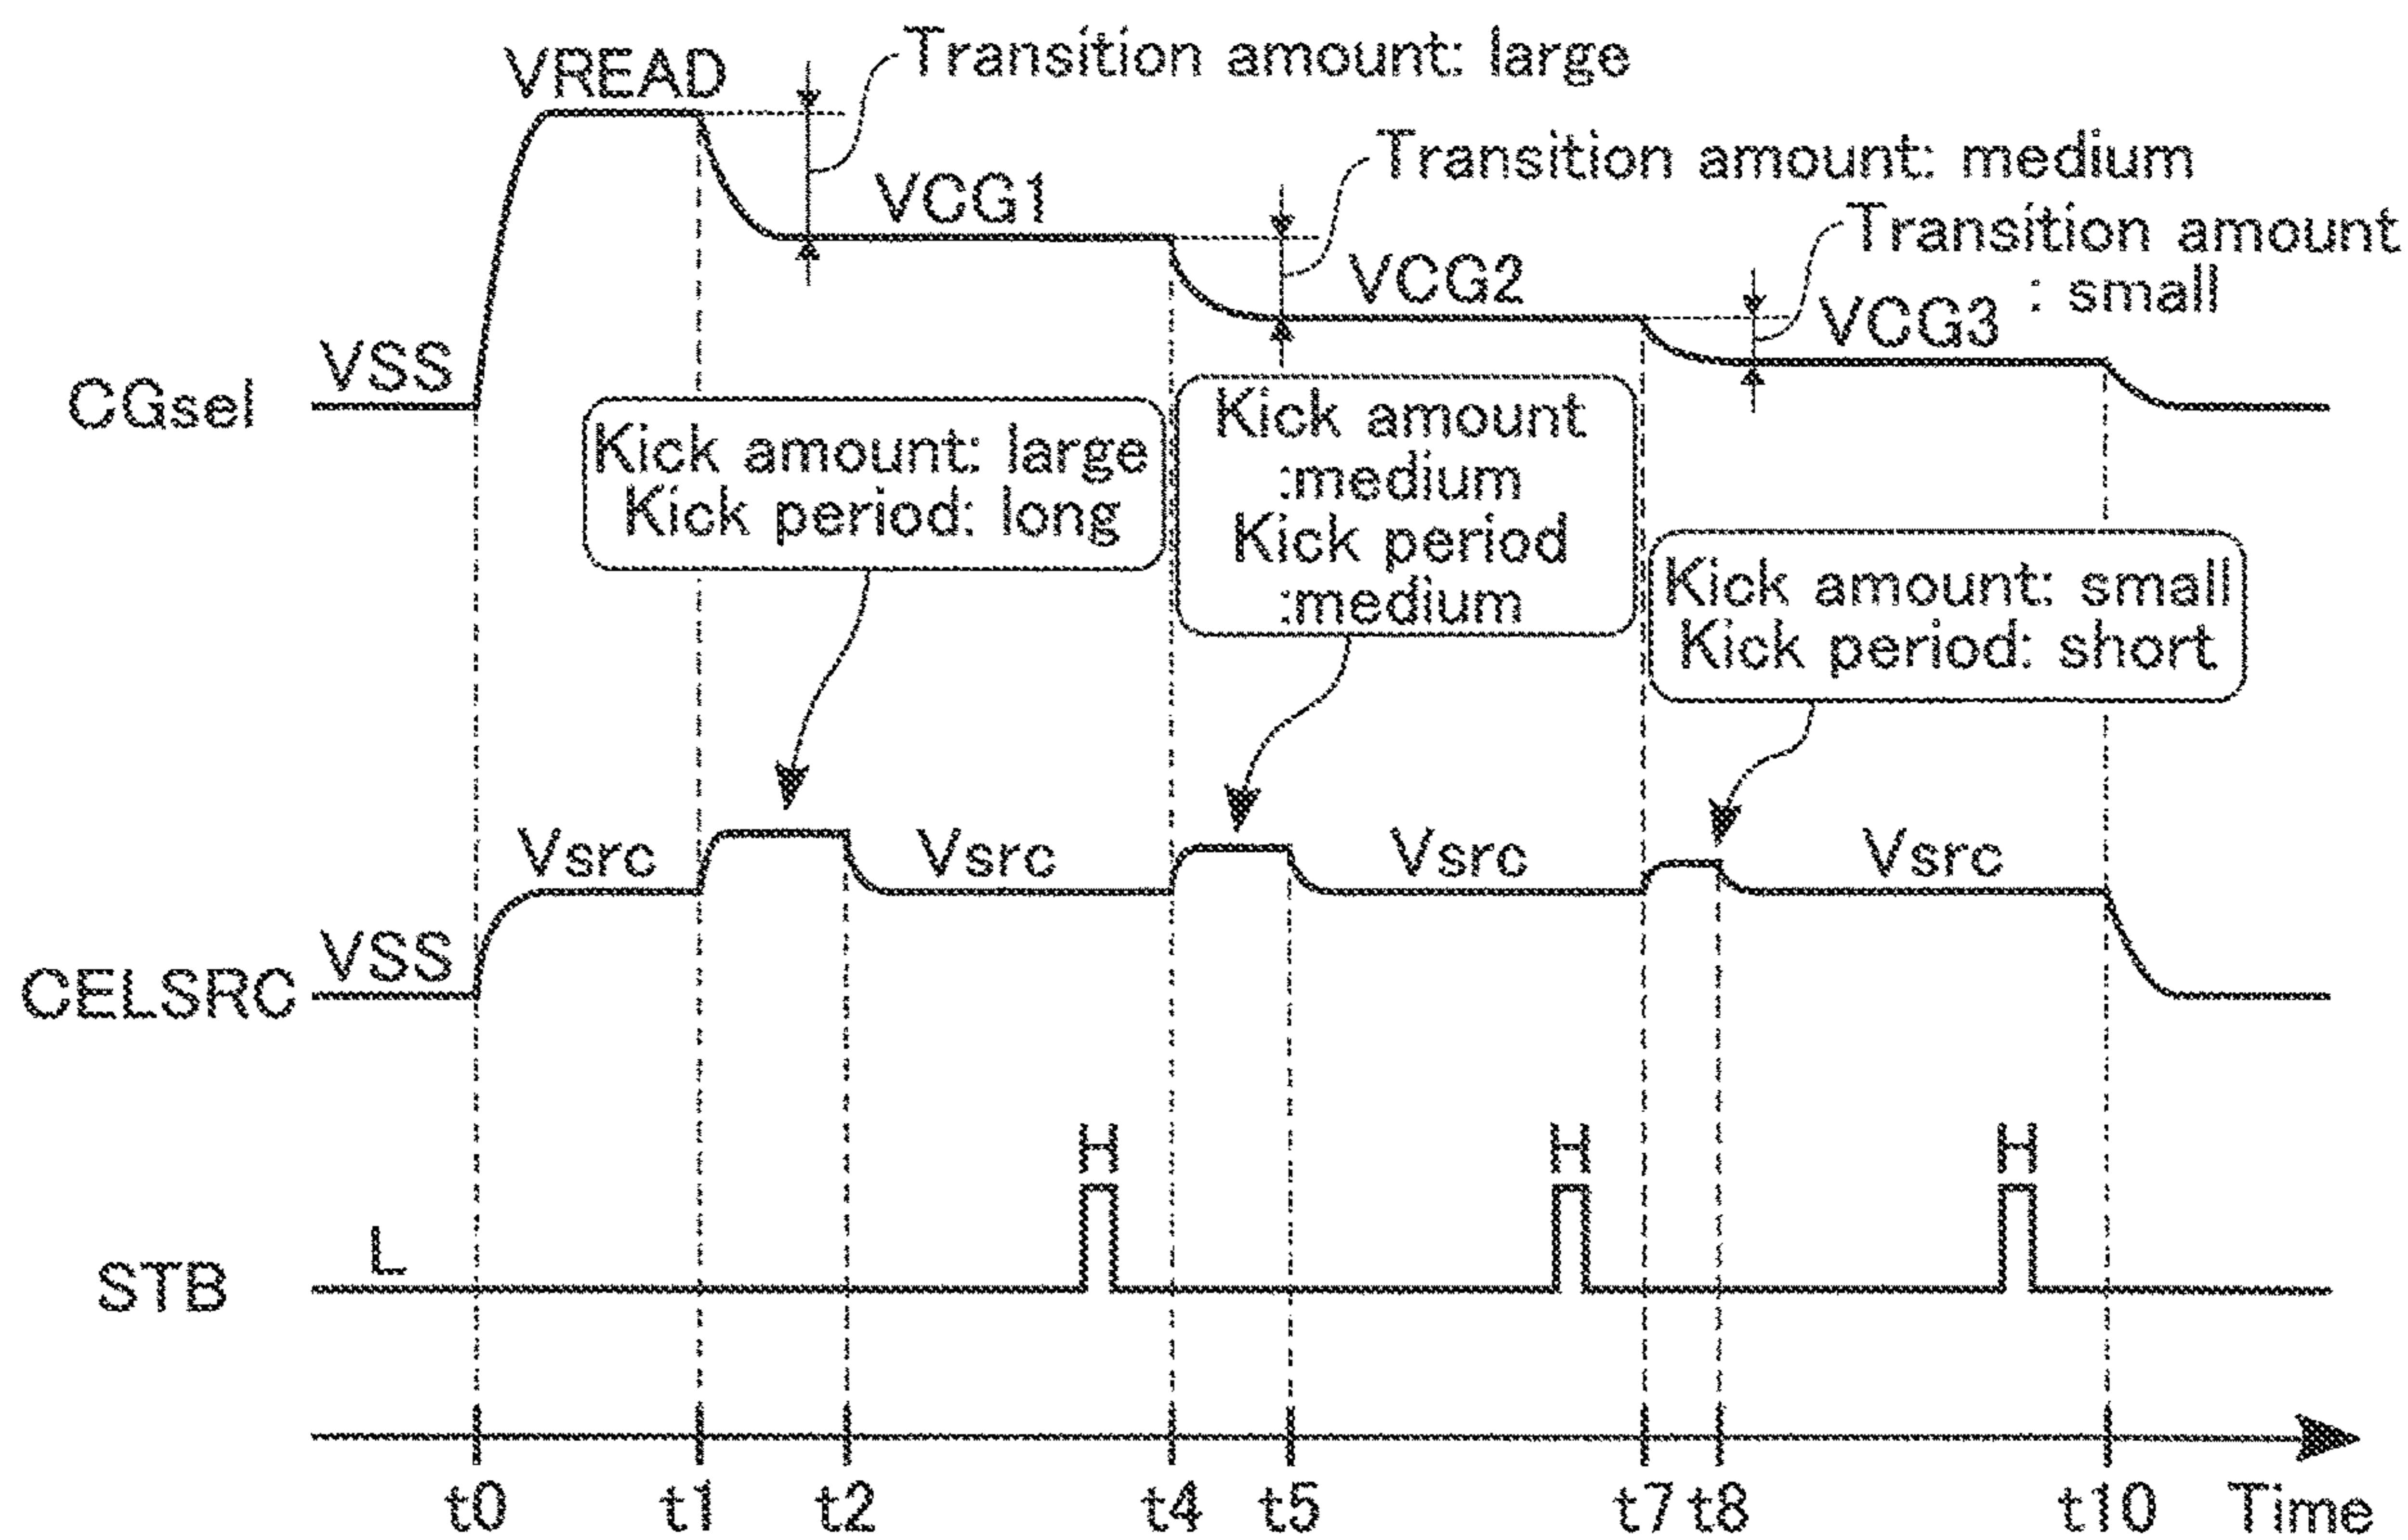 VREAD
Transition amount: large
Transition amount: medium
VCG1
Transition amount
: small
VCG2
VCG3
VSS
CGsel
Kick amount: large
Kick period: long
Kick amount
:medium
Kick period
:medium
Kick amount: small
Kick period: short
Vsrc
Vsrc
Vsrc
Vsrc
VSS
CELSRC
H
H
H
L
STB
t0
t1
t2
t4
t5
t7
t8
t10
Time